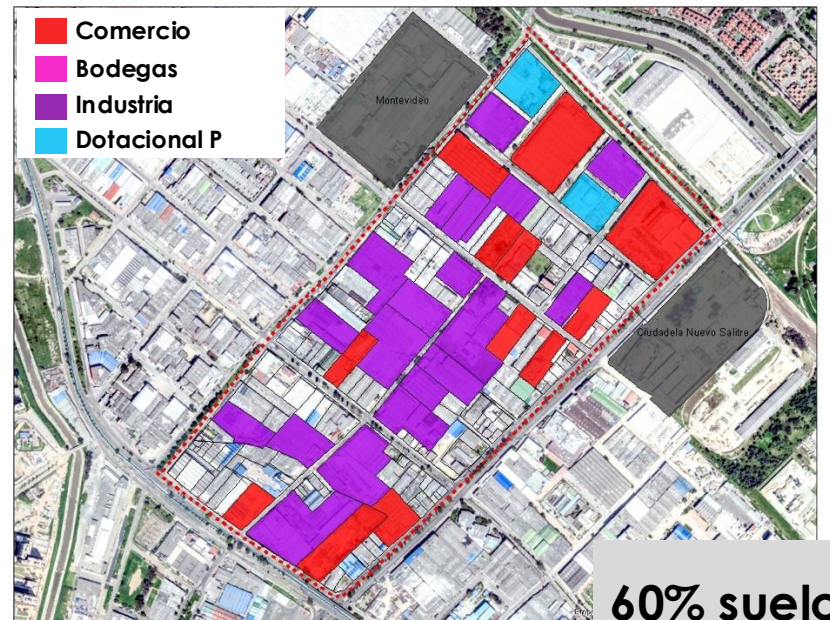 Comercio
Bodegas
Industria
Dotacional P
Montevideo
Ciudadela Nuevo Salitre
60% suelo